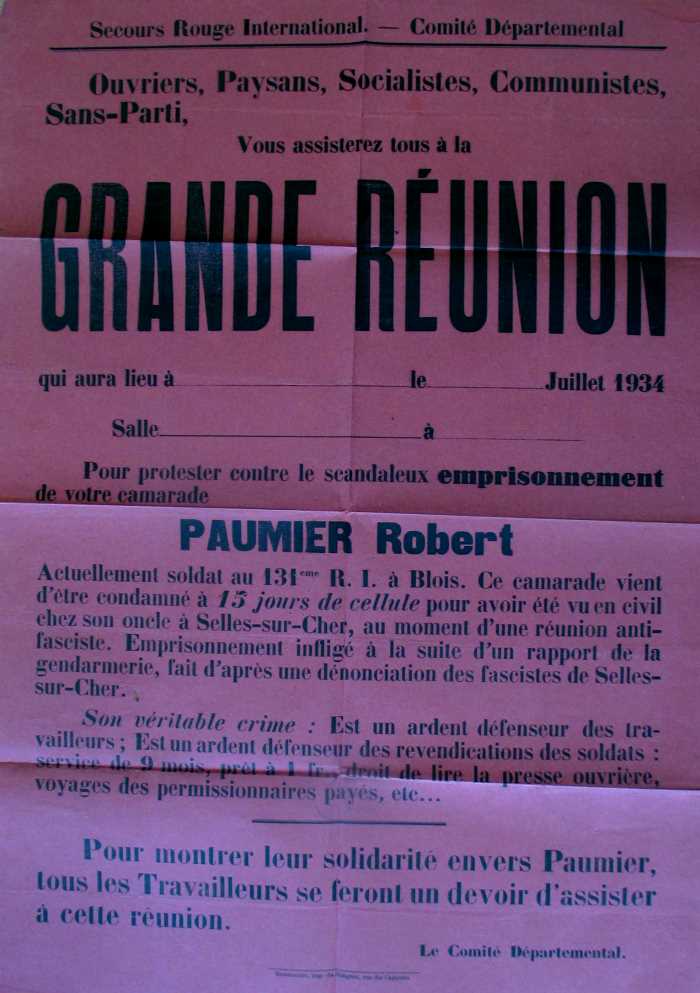 Secours Rouge International. — Comité Départemental
Ouvriers, Paysans, Socialistes, Communistes,
Sans-Parti,
Vous assisterez tous à la
GRANDE RÉUNION
qui aura lieu à le Juillet 1934
Salle à
Pour protester contre le scandaleux emprisonnement
de votre camarade
PAUMIER Robert
Actuellement soldat au 131eme R. I. à Blois. Ce camarade vient
d'être condamné à 15 jours de cellule pour avoir été vu en civil
chez son oncle à Selles-sur-Cher, au moment d'une réunion anti-
fasciste. Emprisonnement infligé à la suite d'un rapport de la
gendarmerie, fait d'après une dénonciation des fascistes de Selles-
sur-Cher.
Son véritable crime : Est un ardent défenseur des tra-
vailleurs ; Est un ardent défenseur des revendications des soldats :
service de 9 mois, prêt à 1 fr., droit de lire la presse ouvrière,
voyages des permissionnaires payés, etc...
Pour montrer leur solidarité envers Paumier,
tous les Travailleurs se feront un devoir d'assister
à cette réunion.
Le Comité Départemental.